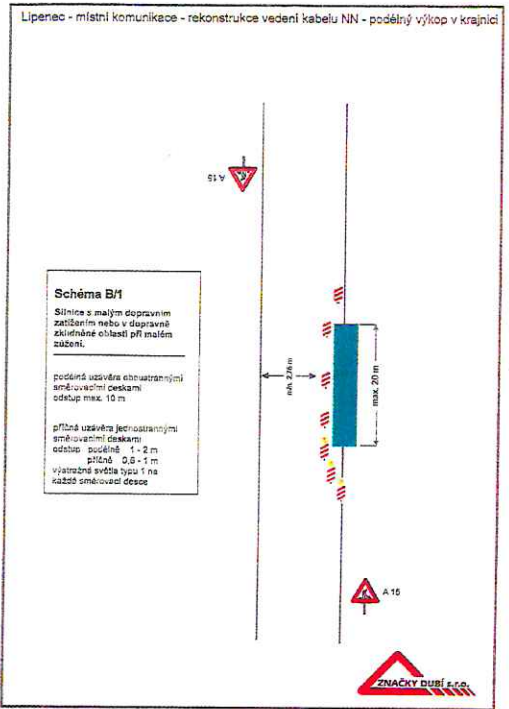 Lipenec - místní komunikace - rekonstrukce vedení kabelu NN - podélný výkop v krajnici
A 15
Schéma B/1
Silnice s malým dopravním
zatížením nebo v dopravně
zklidněné oblasti při malém
zúžení.
podélná uzávěra oboustrannými
směrovacími deskami
odstup max. 10 m
příčná uzávěra jednostrannými
směrovacími deskami
odstup podélně 1 - 2 m
příčně 0,6 - 1 m
výstražná světla typu 1 na
každé směrovací desce
min. 2,75 m
max. 20 m
A 15
ZNAČKY DUBÍ s.r.o.